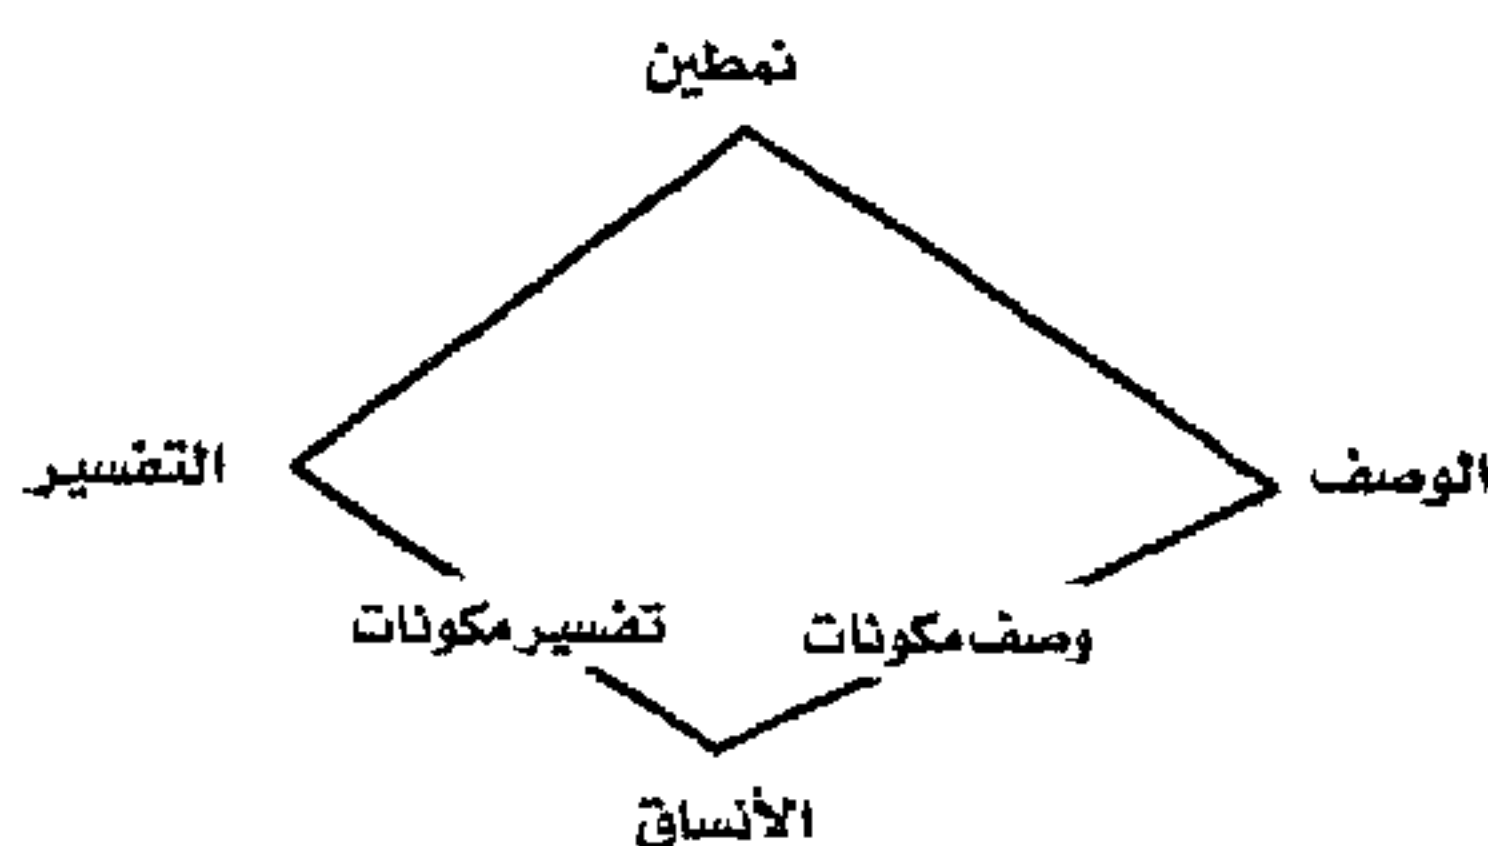 نمطين
الوصف
التفسير
وصف مكونات
تفسير مكونات
الأنساق